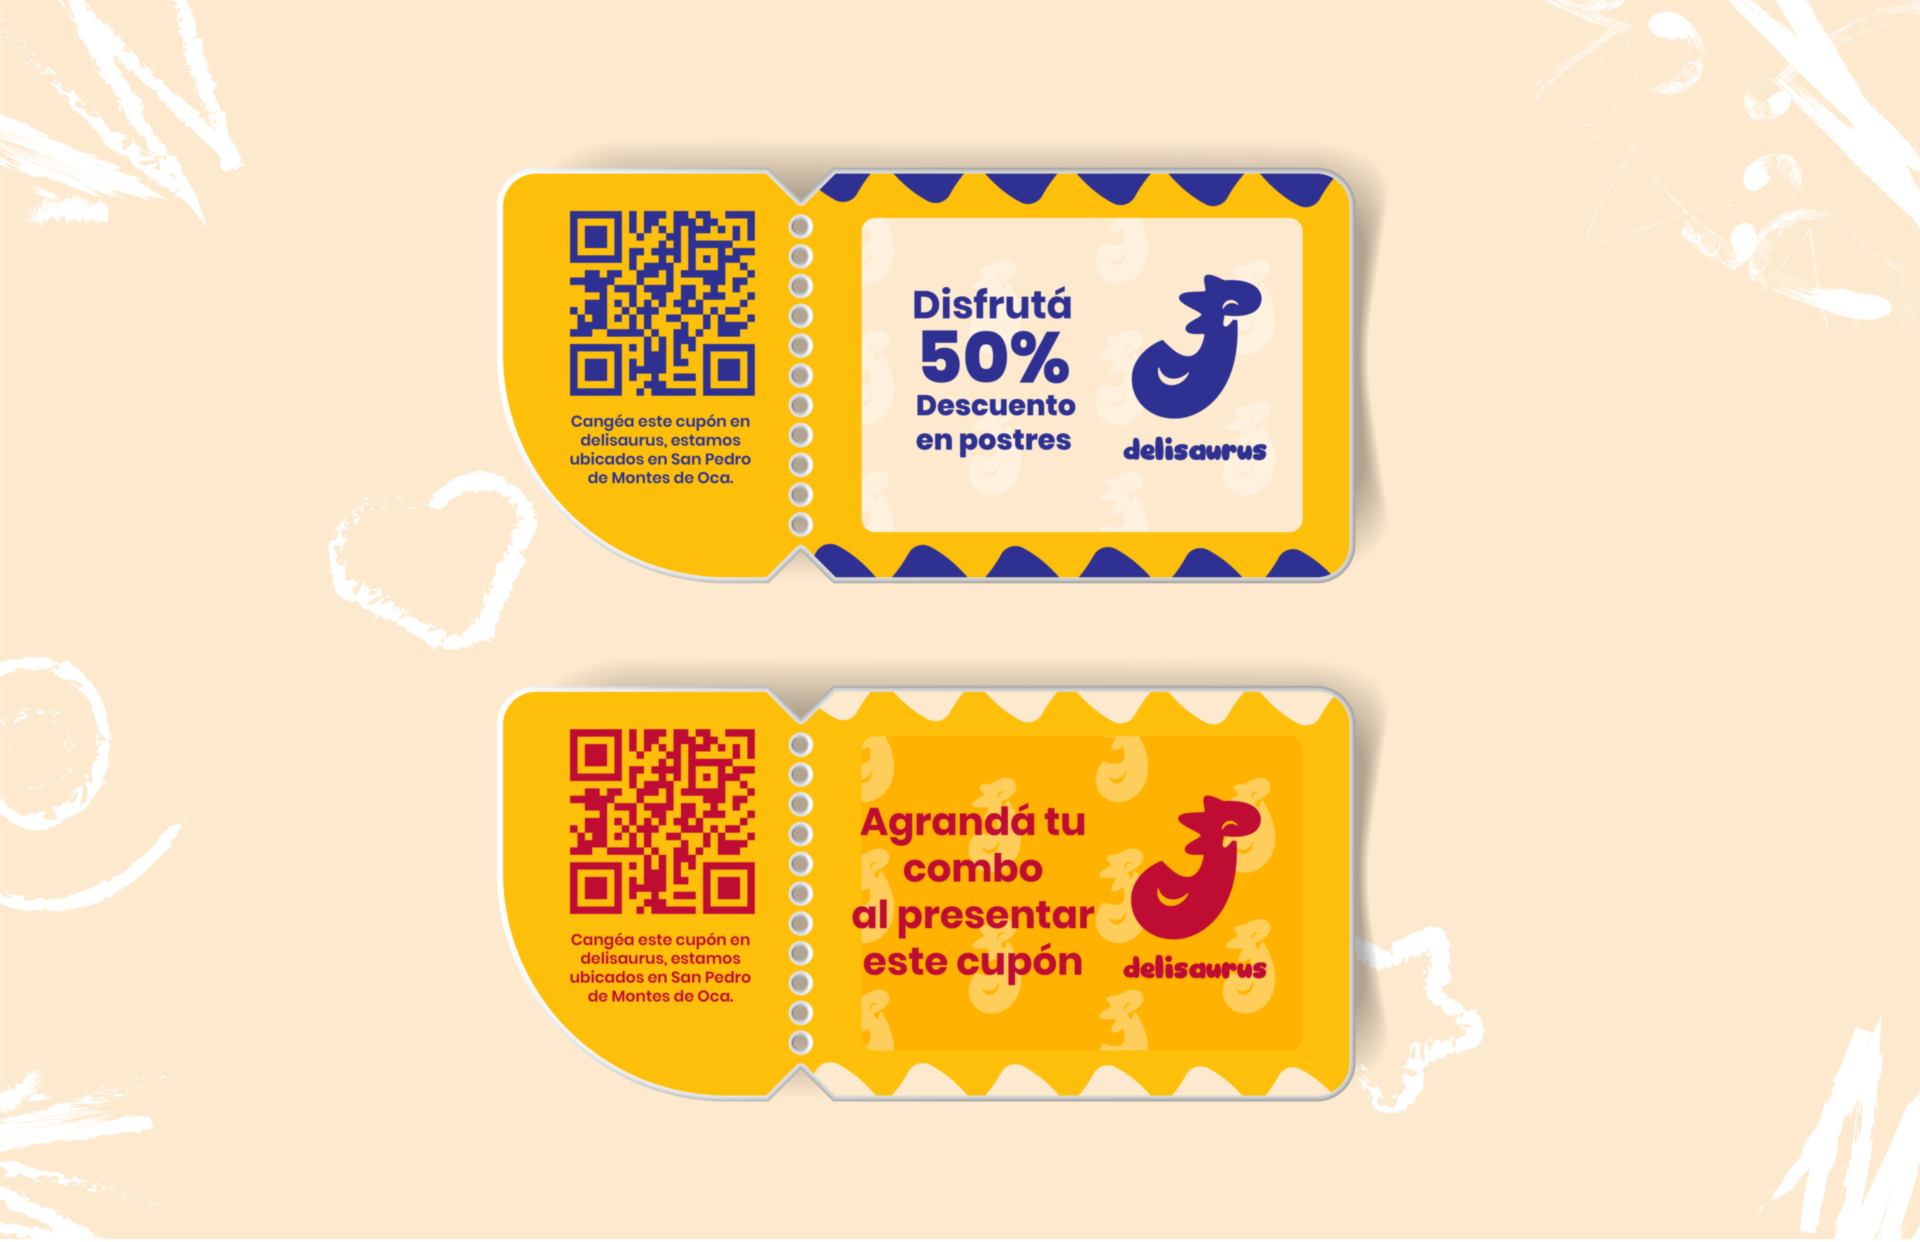 Cangéa este cupón en
delisaurus, estamos
ubicados en San Pedro
de Montes de Oca.
Disfrutá
50%
Descuento
en postres
delisaurus
Cangéa este cupón en
delisaurus, estamos
ubicados en San Pedro
de Montes de Oca.
Agrandá tu
combo
al presentar
este cupón
delisaurus